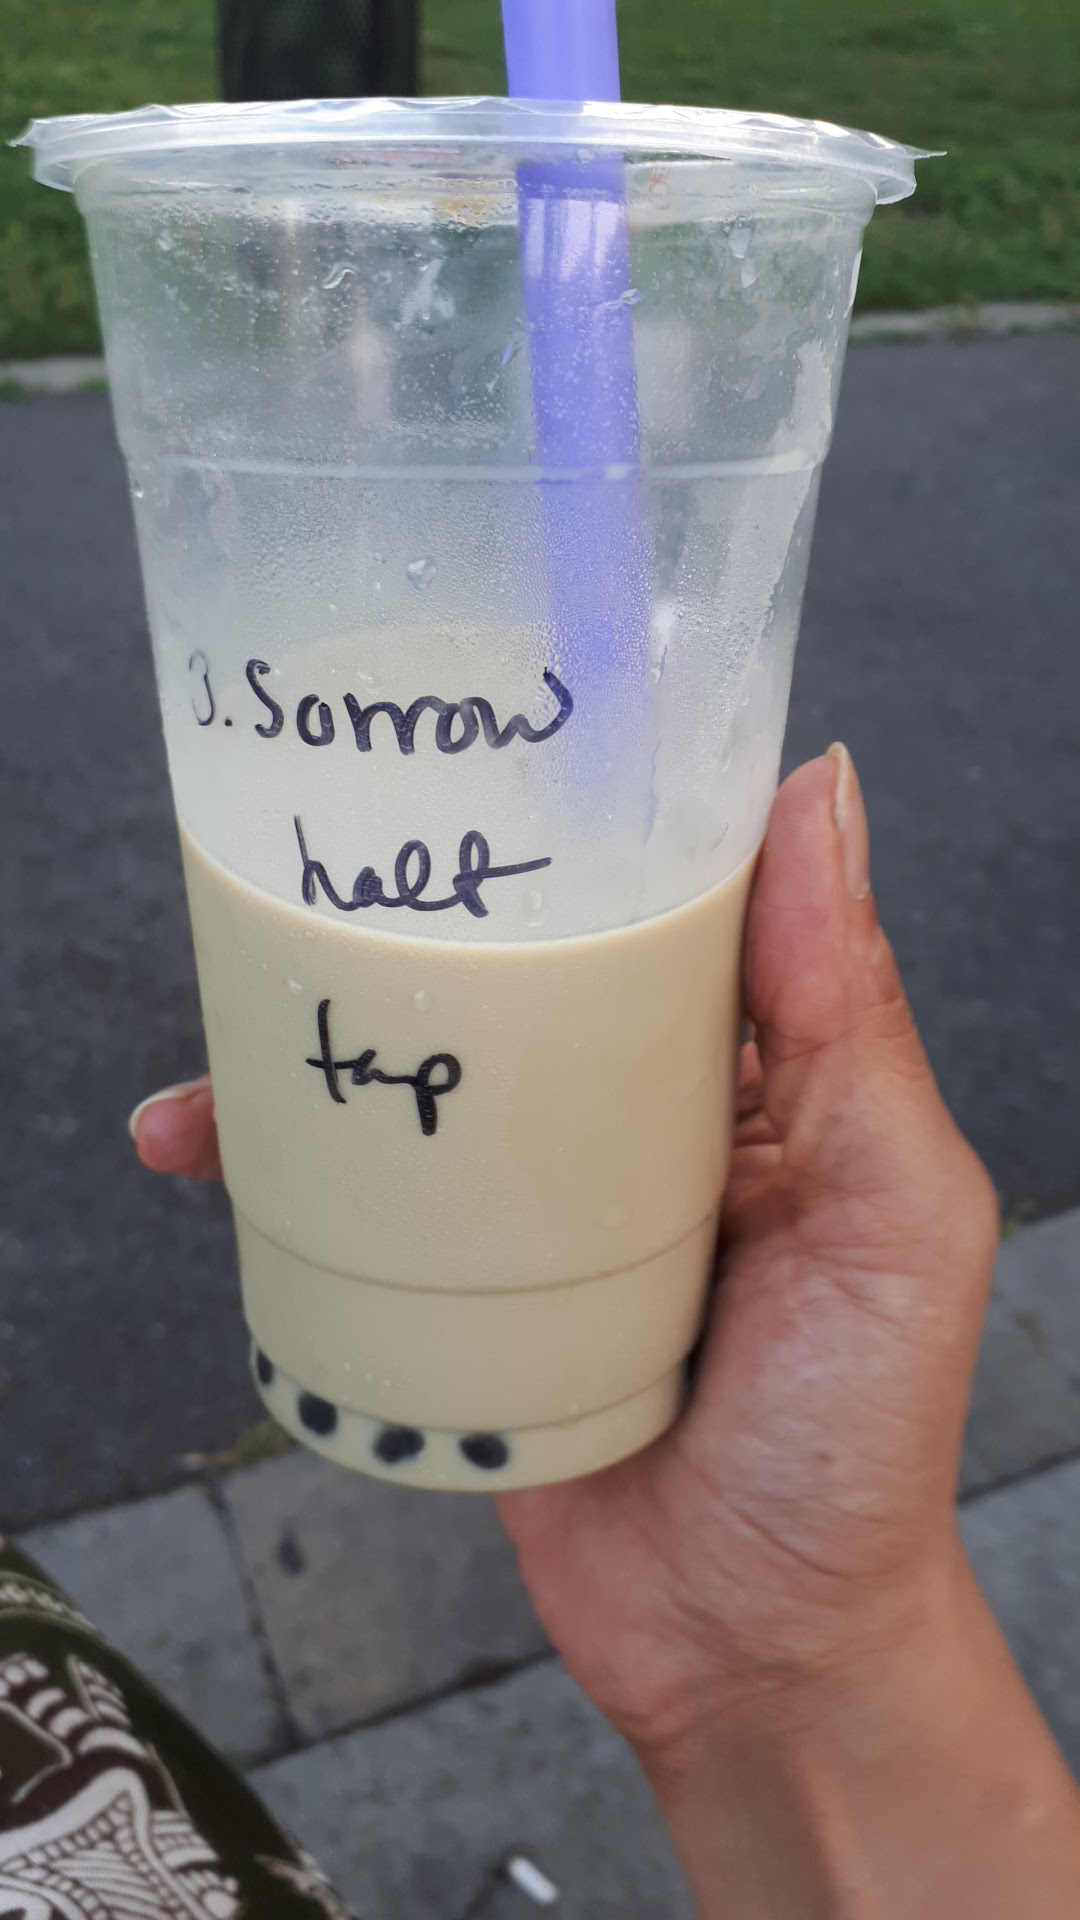 3. Sorrow
half
tap